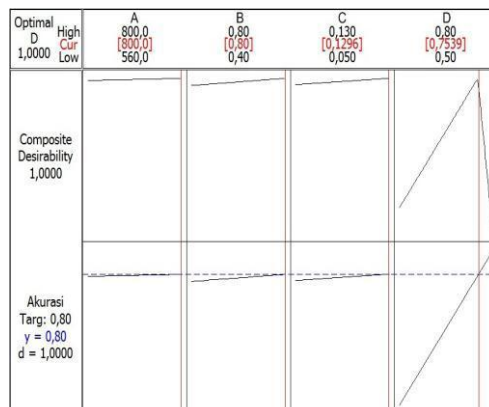 Optimal
D
1,0000
High
Cur
Low
A
800,0
[800,0]
560,0
B
0,80
[0,80]
0,40
C
0,130
[0,1296]
0,050
D
0,80
[0,7539]
0,50
Composite
Desirability
1,0000
Akurasi
Targ: 0,80
y = 0,80
d = 1,0000